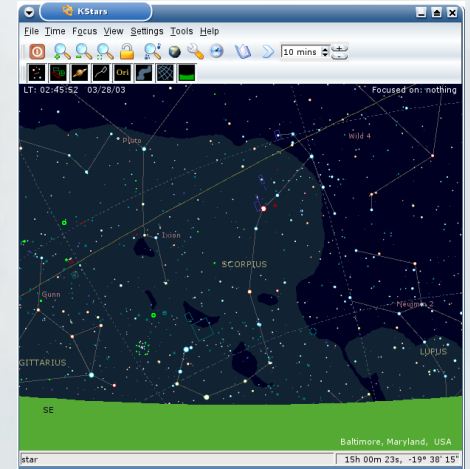 KStars
File Time Focus View Settings Tools Help
10 mins
Ori
LT: 02:45:52 03/28/03
Focused on: nothing
Pluto
Wild 4
Ixion
SCORPIUS
Gunn
Neujmin 2
LUPUS
GITTARIUS
SE
Baltimore, Maryland, USA
star
15h 00m 23s, -19° 38' 15"